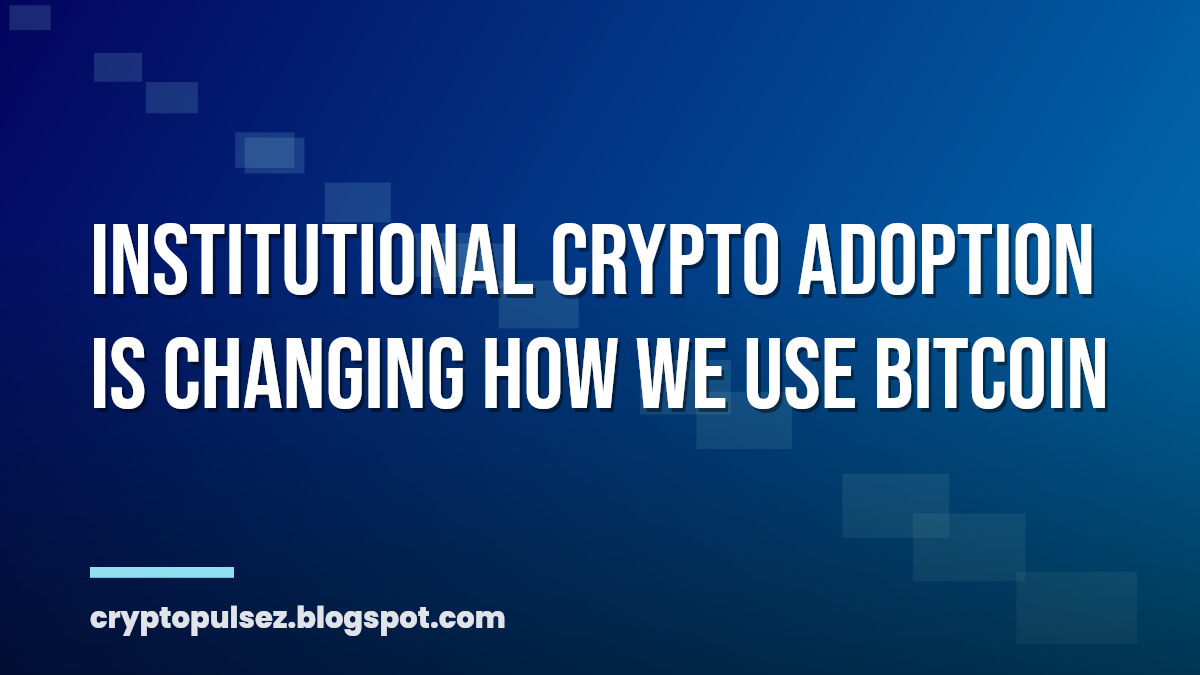 INSTITUTIONAL CRYPTO ADOPTION
IS CHANGING HOW WE USE BITCOIN
cryptopulsez.blogspot.com